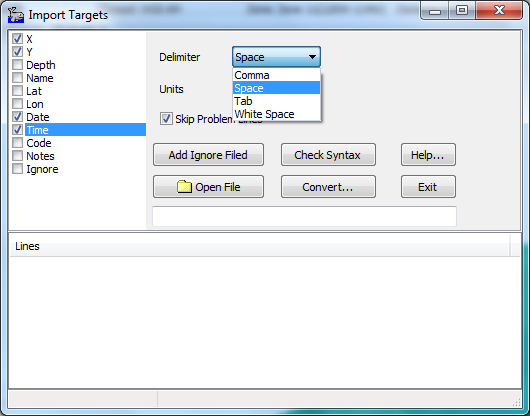 Import Targets
X
Y
Depth
Name
Lat
Lon
Date
Time
Code
Notes
Ignore
Delimiter
Space
Comma
Space
Tab
White Space
Units
Skip Problem Lines
Add Ignore Filed
Check Syntax
Help...
Open File
Convert...
Exit
Lines